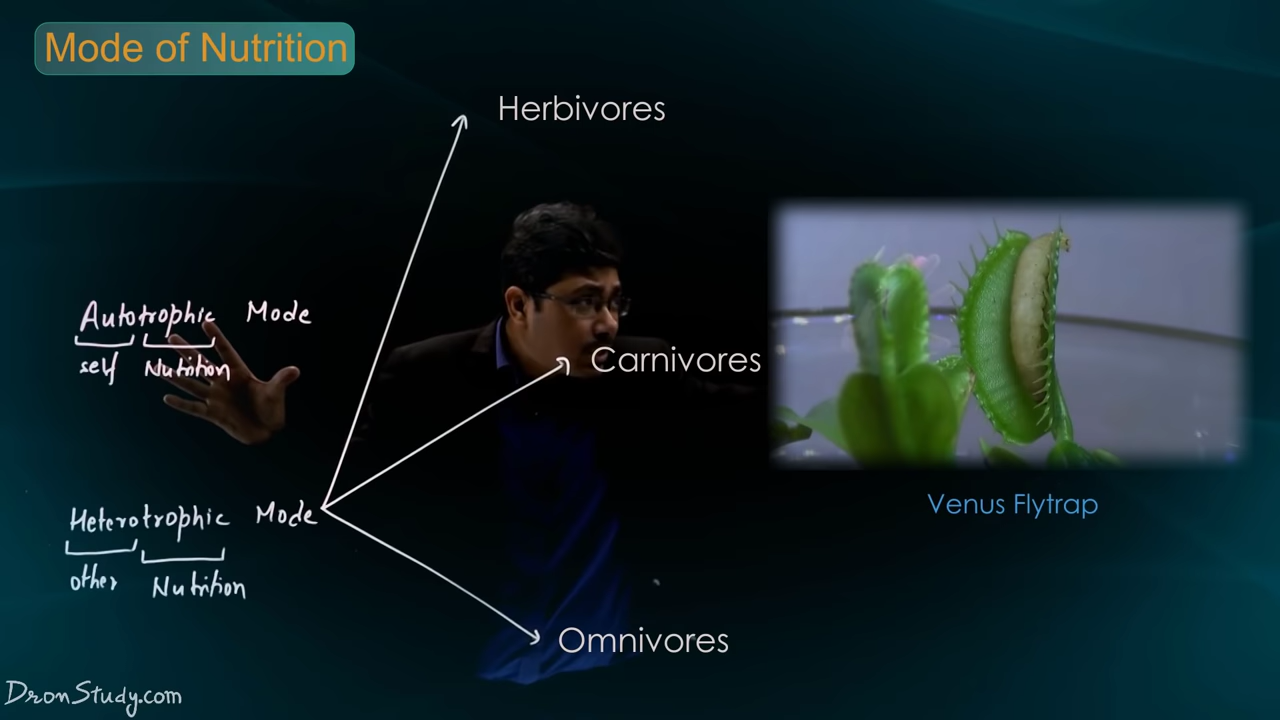 Mode of Nutrition
Herbivores
Autotrophic Mode
self Nutrition
Carnivores
Venus Flytrap
Heterotrophic Mode
other Nutrition
Omnivores
DronStudy.com